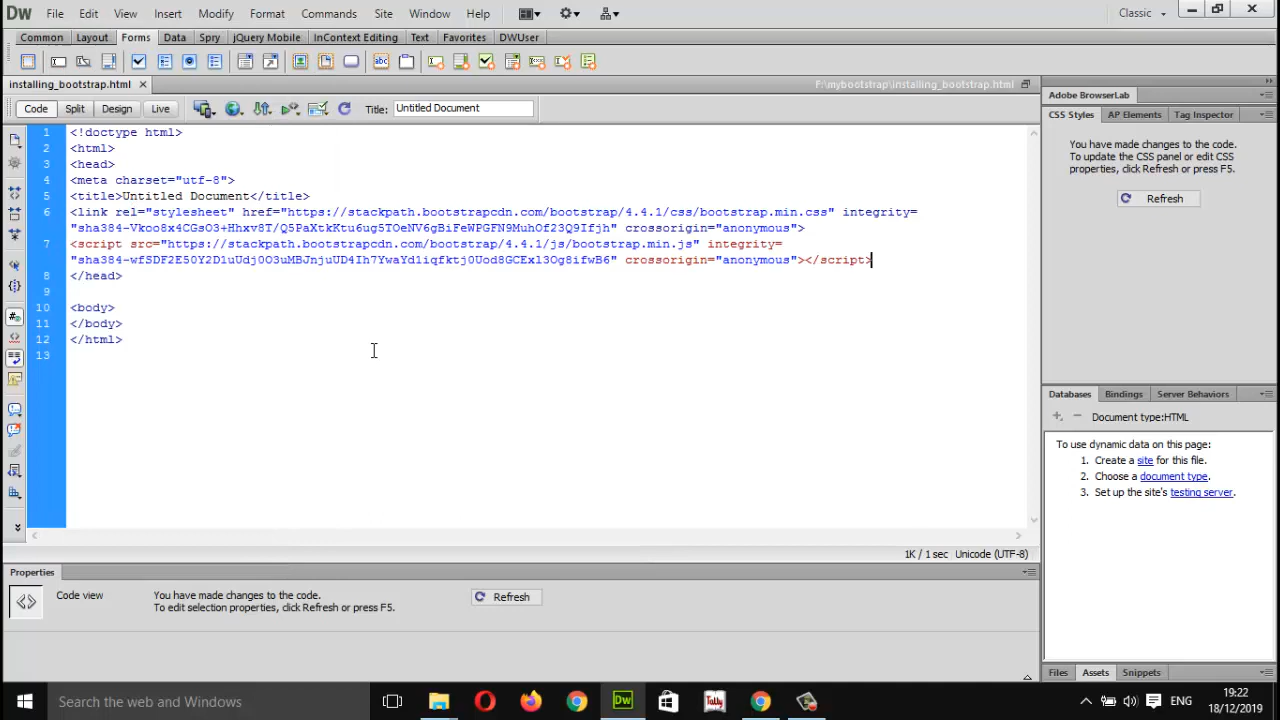 Dw File Edit View Insert Modify Format Commands Site Window Help Classic
Common Layout Forms Data Spry jQuery Mobile InContext Editing Text Favorites DWUser
installing_bootstrap.html F:\mybootstrap\installing_bootstrap.html
Code Split Design Live Title: Untitled Document
1 <!doctype html>
2 <html>
3 <head>
4 <meta charset="utf-8">
5 <title>Untitled Document</title>
6 <link rel="stylesheet" href="https://stackpath.bootstrapcdn.com/bootstrap/4.4.1/css/bootstrap.min.css" integrity=
"sha384-Vkoo8x4CGsO3+Hhxv8T/Q5PaXtkKtu6ug5TOeNV6gBiFeWPGFN9MuhOf23Q9Ifjh" crossorigin="anonymous">
7 <script src="https://stackpath.bootstrapcdn.com/bootstrap/4.4.1/js/bootstrap.min.js" integrity=
"sha384-wfSDF2E50Y2D1uUdj0O3uMBJnjuUD4Ih7YwaYd1iqfktj0Uod8GCExl3Og8ifwB6" crossorigin="anonymous"></script>
8 </head>
9
10 <body>
11 </body>
12 </html>
13
1K / 1 sec Unicode (UTF-8)
Properties
Code view You have made changes to the code.
To edit selection properties, click Refresh or press F5.
Refresh
Adobe BrowserLab
CSS Styles AP Elements Tag Inspector
You have made changes to the code.
To update the CSS panel or edit CSS
properties, click Refresh or press F5.
Refresh
Databases Bindings Server Behaviors
Document type:HTML
To use dynamic data on this page:
1. Create a site for this file.
2. Choose a document type.
3. Set up the site's testing server.
Files Assets Snippets
Search the web and Windows
Dw
Tally
ENG
19:22
18/12/2019